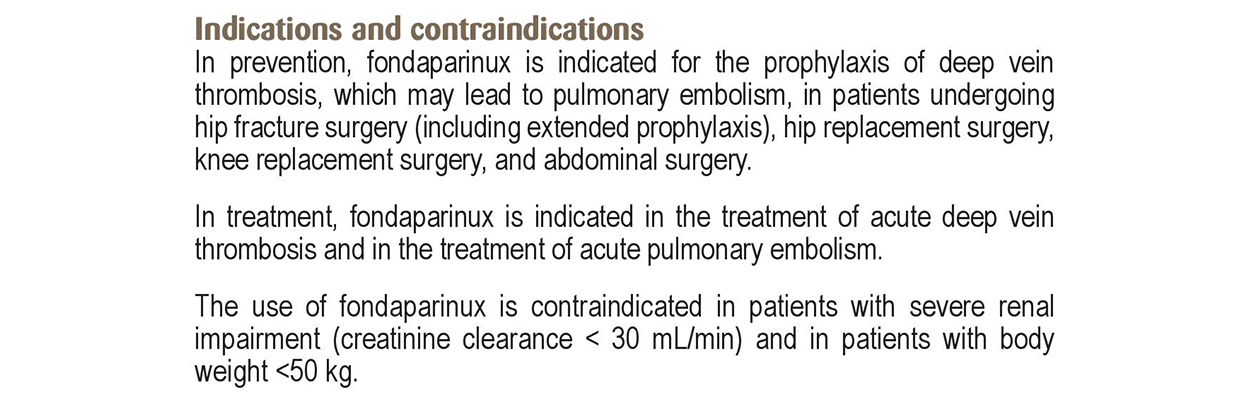 Indications and contraindications
In prevention, fondaparinux is indicated for the prophylaxis of deep vein
thrombosis, which may lead to pulmonary embolism, in patients undergoing
hip fracture surgery (including extended prophylaxis), hip replacement surgery,
knee replacement surgery, and abdominal surgery.
In treatment, fondaparinux is indicated in the treatment of acute deep vein
thrombosis and in the treatment of acute pulmonary embolism.
The use of fondaparinux is contraindicated in patients with severe renal
impairment (creatinine clearance < 30 mL/min) and in patients with body
weight <50 kg.